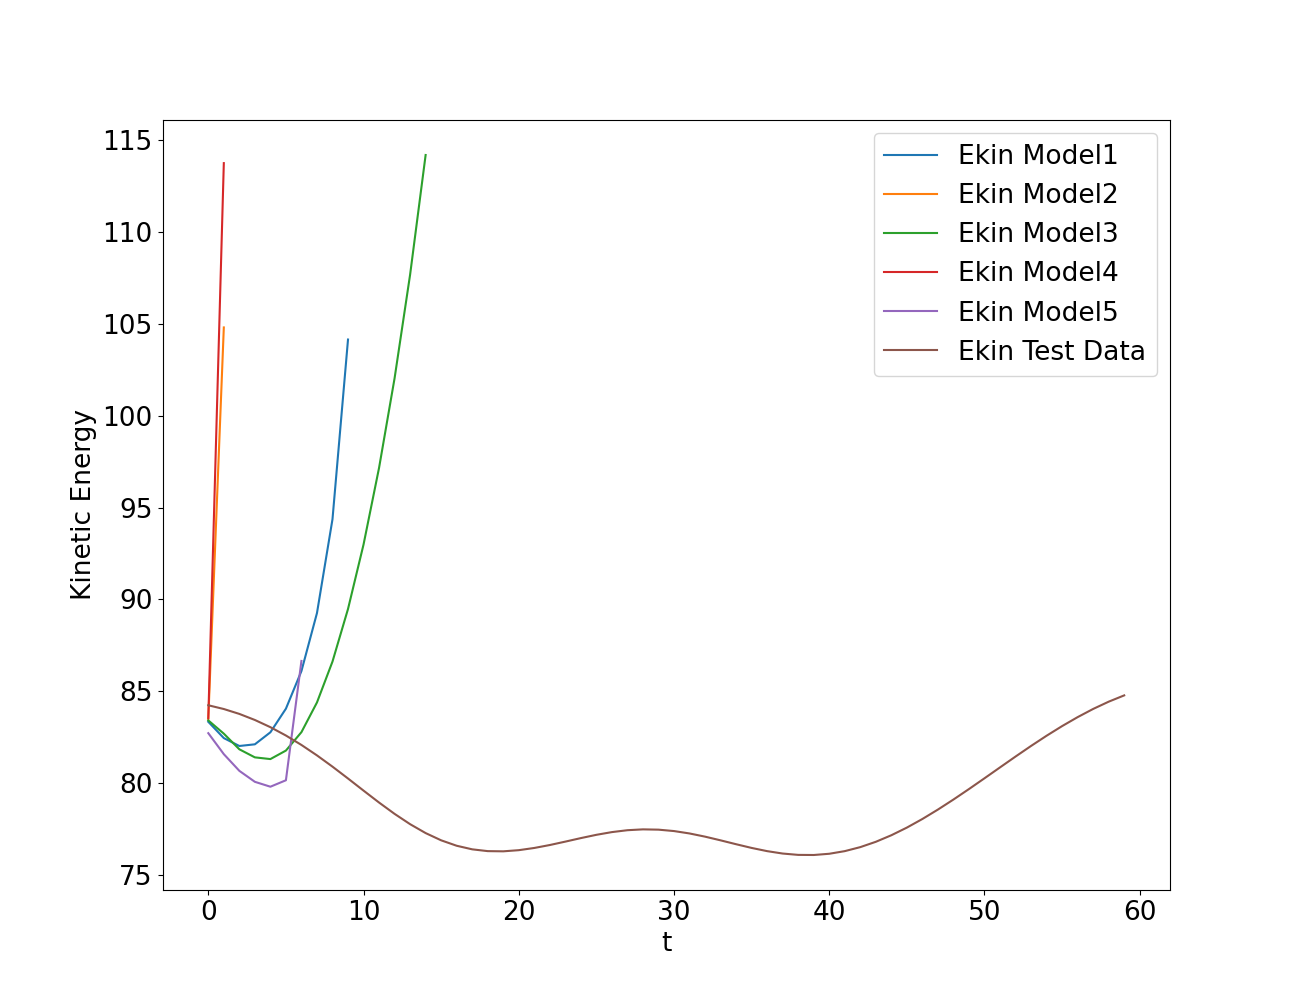 115
110
105
100
95
90
85
80
75
Kinetic Energy
0 10 20 30 40 50 60
t
Ekin Model1
Ekin Model2
Ekin Model3
Ekin Model4
Ekin Model5
Ekin Test Data